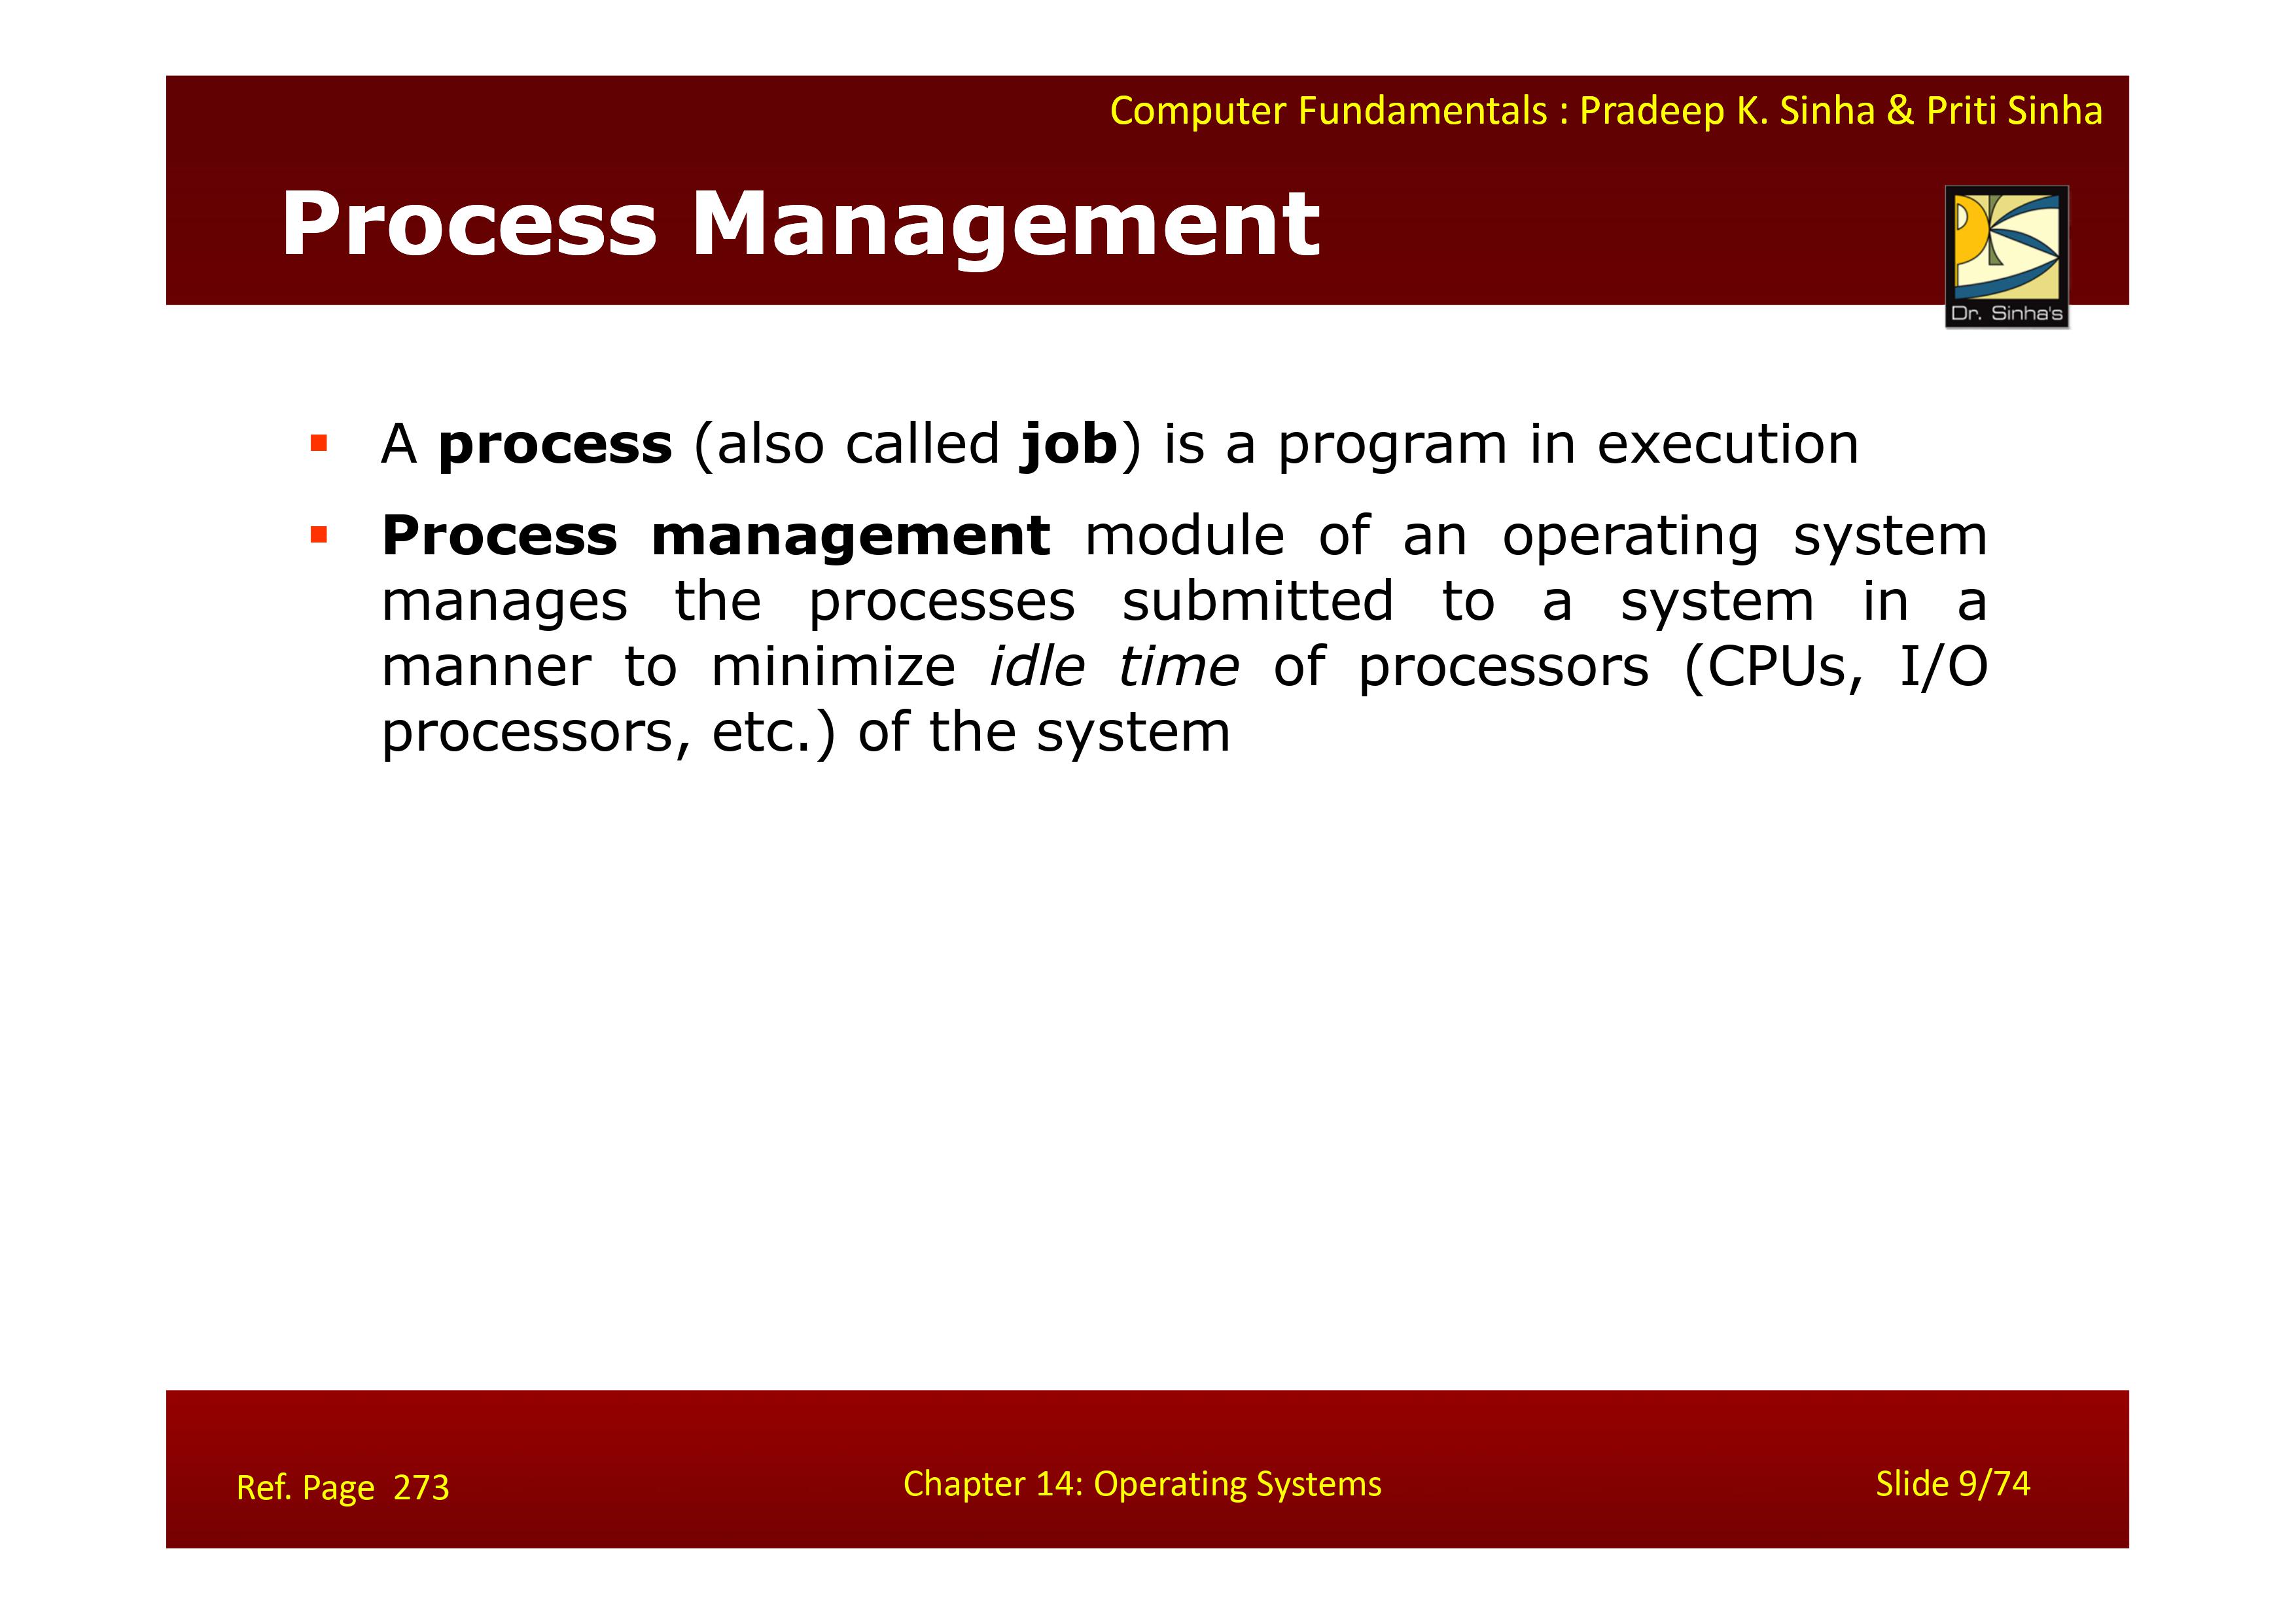 Computer Fundamentals : Pradeep K. Sinha & Priti Sinha
Process Management
Dr. Sinha's
▪ A process (also called job) is a program in execution
▪ Process management module of an operating system
manages the processes submitted to a system in a
manner to minimize idle time of processors (CPUs, I/O
processors, etc.) of the system
Ref. Page 273
Chapter 14: Operating Systems
Slide 9/74